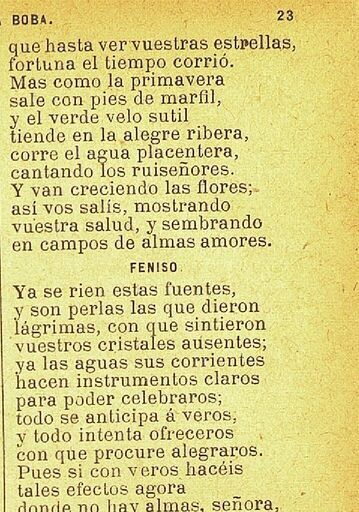 BOBA. 23
que hasta ver vuestras estrellas,
fortuna el tiempo corrió.
Mas como la primavera
sale con pies de marfil,
y el verde velo sutil
tiende en la alegre ribera,
corre el agua placentera,
cantando los ruiseñores.
Y van creciendo las flores;
así vos salís, mostrando
vuestra salud, y sembrando
en campos de almas amores.
FENISO
Ya se rien estas fuentes,
y son perlas las que dieron
lágrimas, con que sintieron
vuestros cristales ausentes;
ya las aguas sus corrientes
hacen instrumentos claros
para poder celebraros;
todo se anticipa á veros,
y todo intenta ofreceros
con que procure alegraros.
Pues si con veros hacéis
tales efectos agora
donde no hay almas, señora,